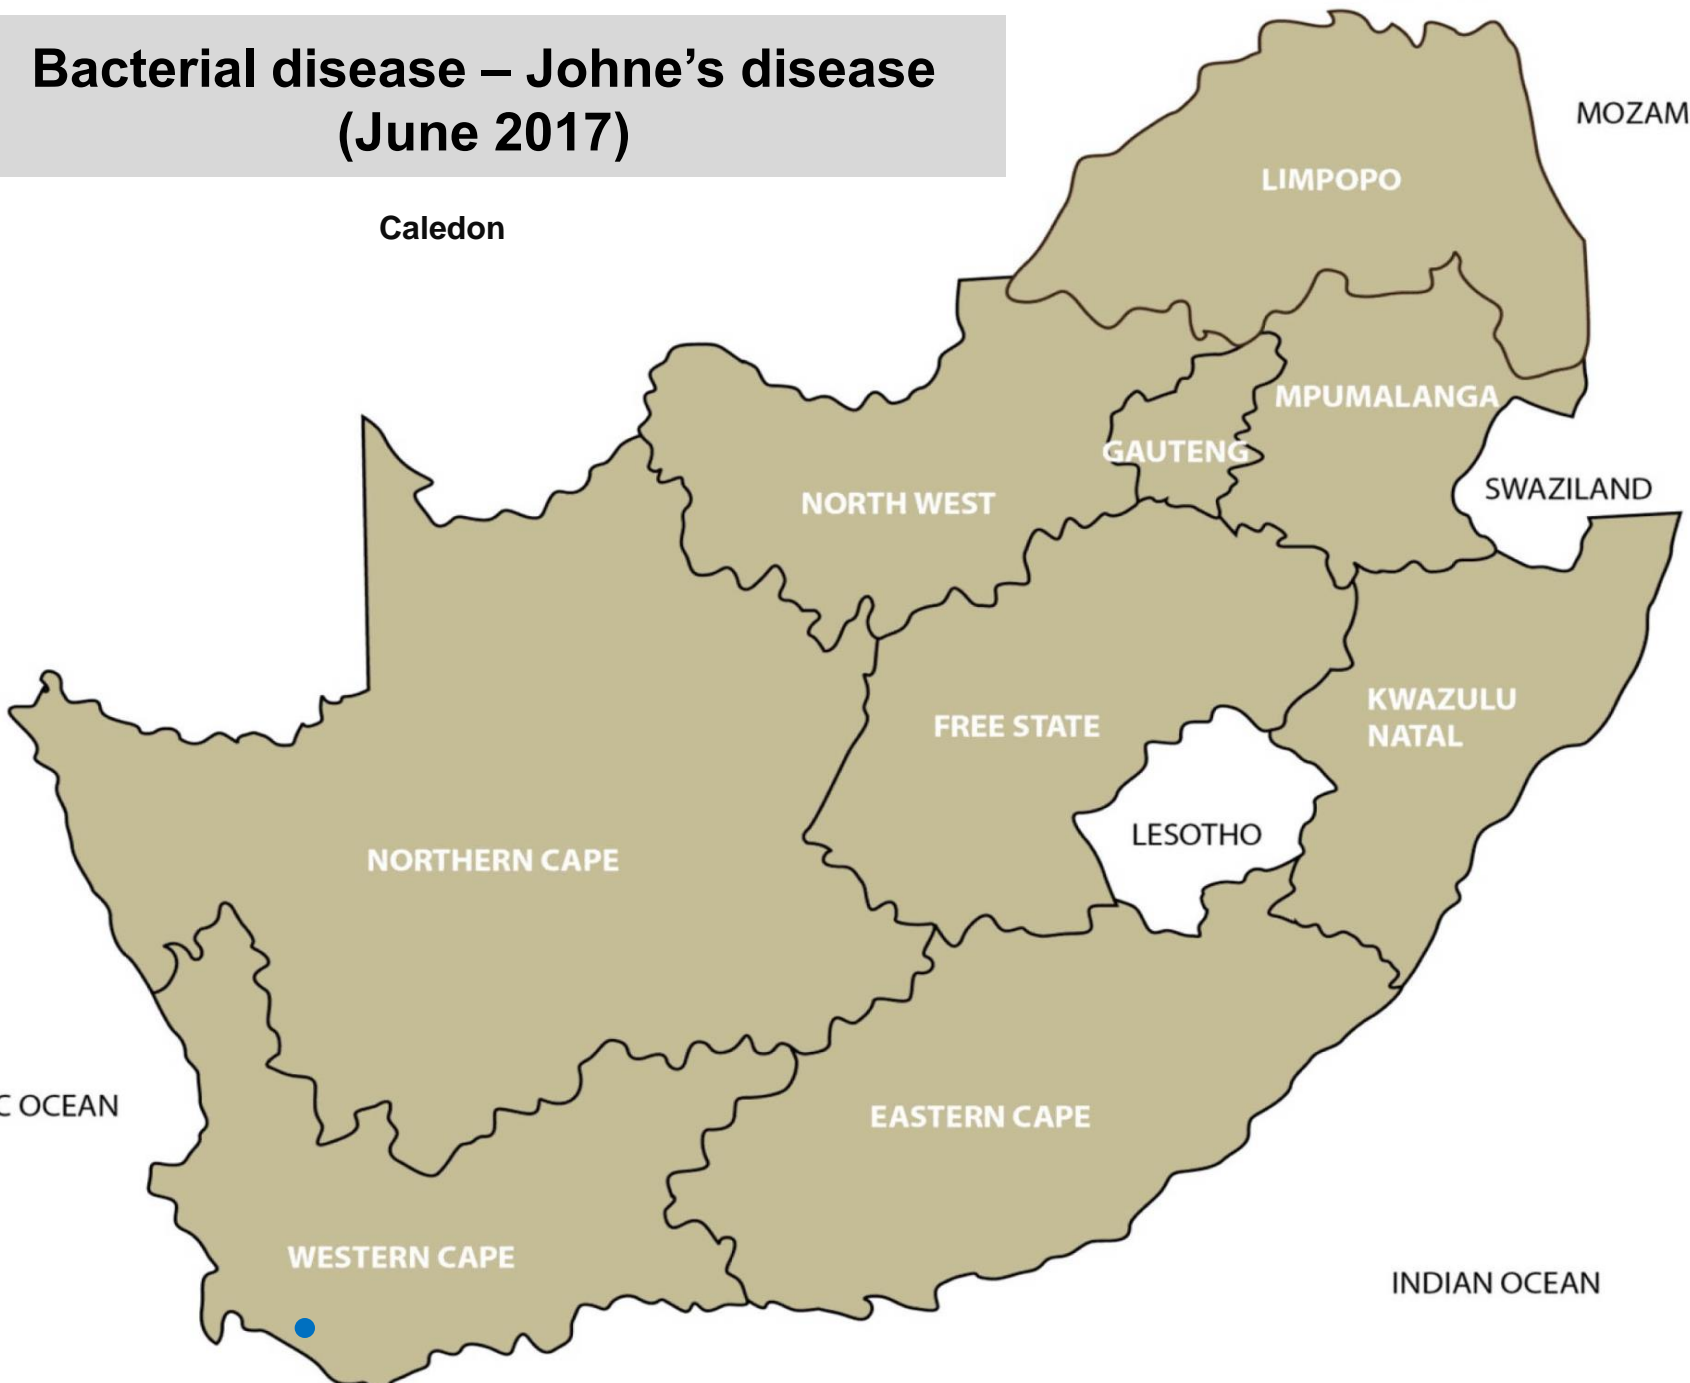 Bacterial disease – Johne’s disease
(June 2017)
MOZAM
LIMPOPO
Caledon
MPUMALANGA
GAUTENG
SWAZILAND
NORTH WEST
KWAZULU
NATAL
FREE STATE
LESOTHO
NORTHERN CAPE
C OCEAN
EASTERN CAPE
WESTERN CAPE
INDIAN OCEAN